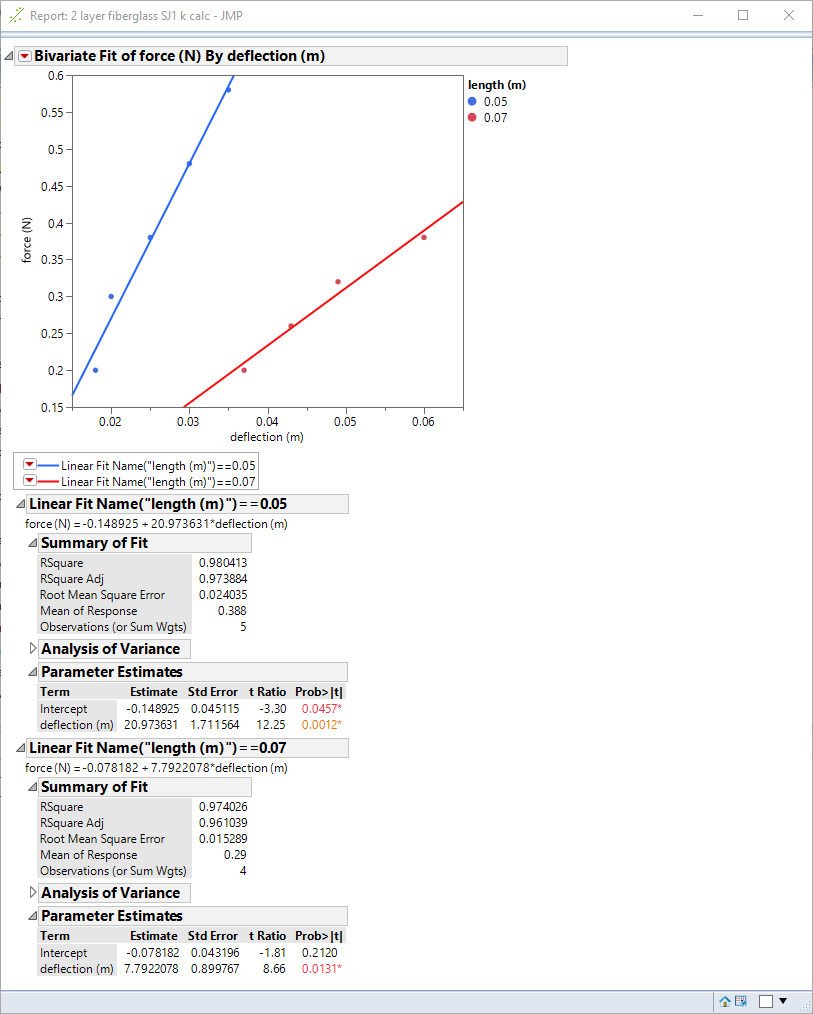 Report: 2 layer fiberglass SJ1 k calc - JMP
Bivariate Fit of force (N) By deflection (m)
0.6
0.55
0.5
0.45
0.4
0.35
0.3
0.25
0.2
0.15
force (N)
0.02 0.03 0.04 0.05 0.06
deflection (m)
length (m)
0.05
0.07
Linear Fit Name("length (m)")==0.05
Linear Fit Name("length (m)")==0.07
Linear Fit Name("length (m)")==0.05
force (N) = -0.148925 + 20.973631*deflection (m)
Summary of Fit
RSquare 0.980413
RSquare Adj 0.973884
Root Mean Square Error 0.024035
Mean of Response 0.388
Observations (or Sum Wgts) 5
Analysis of Variance
Parameter Estimates
Term Estimate Std Error t Ratio Prob>|t|
Intercept -0.148925 0.045115 -3.30 0.0457*
deflection (m) 20.973631 1.711564 12.25 0.0012*
Linear Fit Name("length (m)")==0.07
force (N) = -0.078182 + 7.7922078*deflection (m)
Summary of Fit
RSquare 0.974026
RSquare Adj 0.961039
Root Mean Square Error 0.015289
Mean of Response 0.29
Observations (or Sum Wgts) 4
Analysis of Variance
Parameter Estimates
Term Estimate Std Error t Ratio Prob>|t|
Intercept -0.078182 0.043196 -1.81 0.2120
deflection (m) 7.7922078 0.899767 8.66 0.0131*